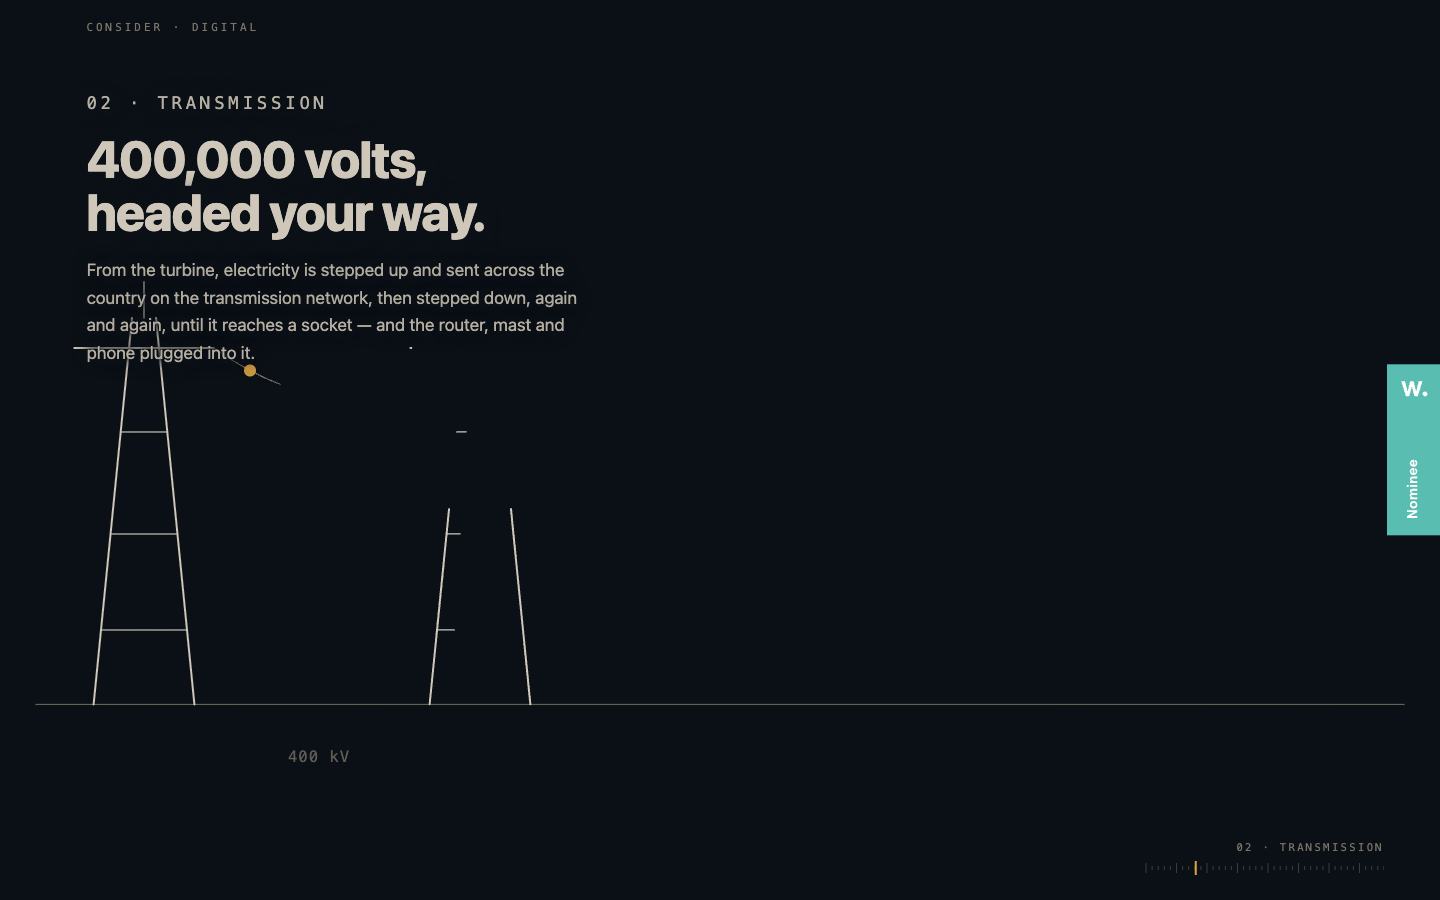 CONSIDER · DIGITAL
02 · TRANSMISSION
400,000 volts,
headed your way.
From the turbine, electricity is stepped up and sent across the
country on the transmission network, then stepped down, again
and again, until it reaches a socket — and the router, mast and
phone plugged into it.
W.
Nominee
400 kV
02 · TRANSMISSION